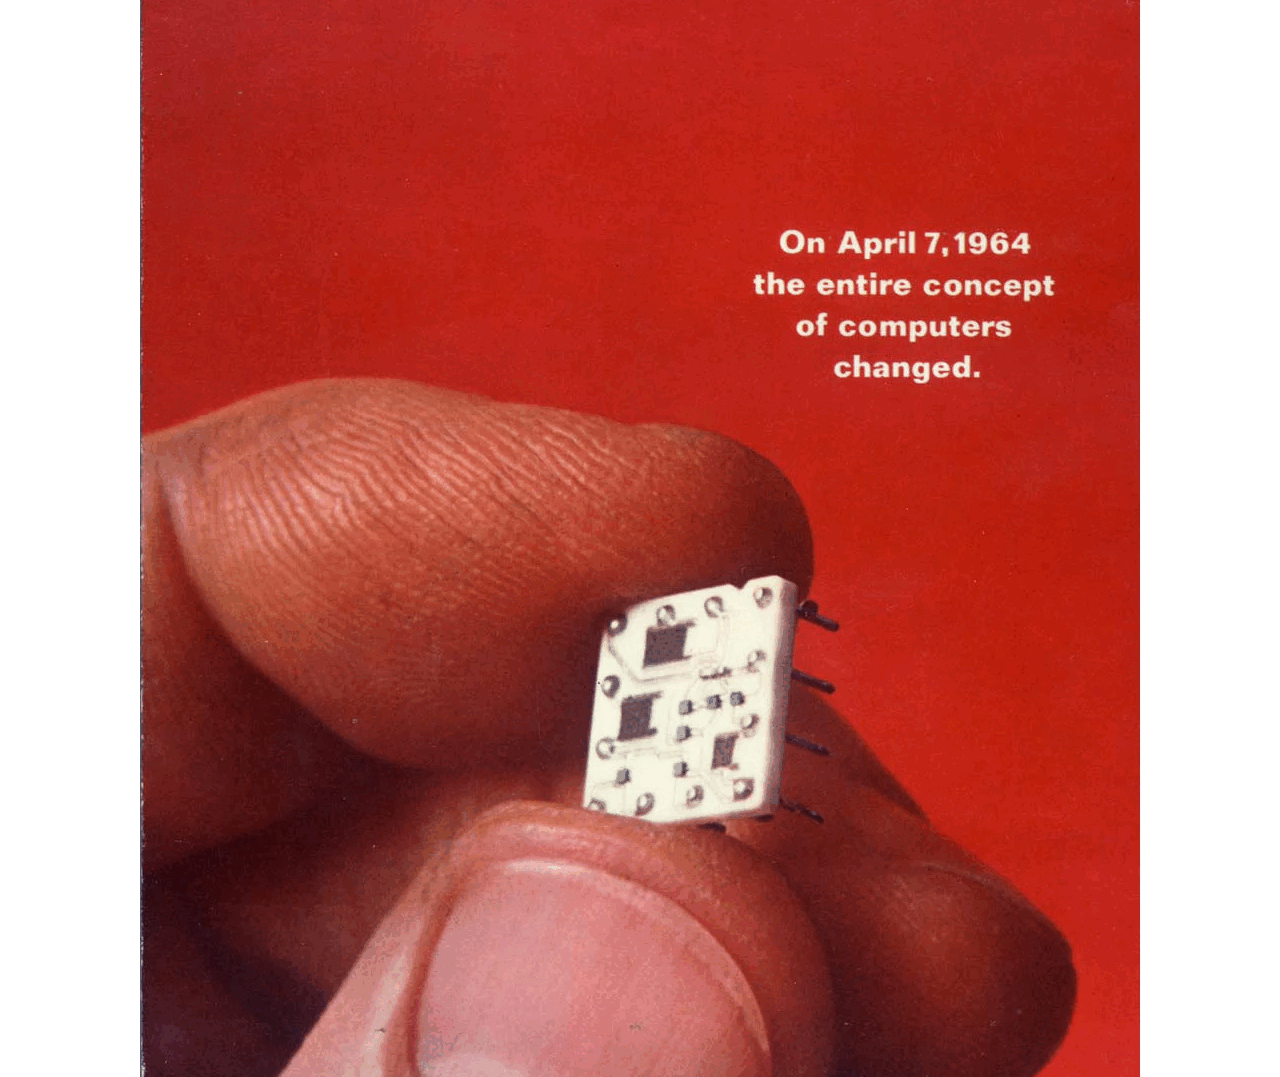 On April 7, 1964
the entire concept
of computers
changed.